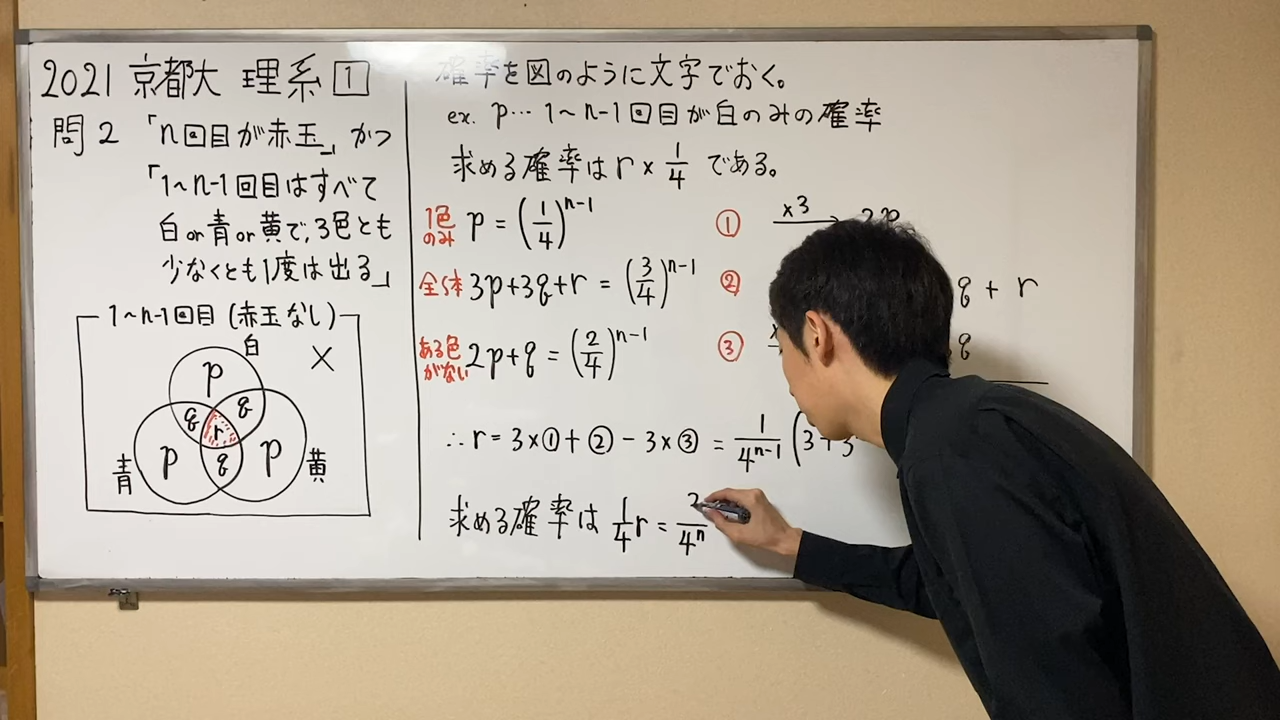 2021 京都大 理系 1
問2 「n回目が赤玉」かつ
「1~n-1回目はすべて
白or青or黄で、3色とも
少なくとも1度は出る」
1~n-1回目 (赤玉なし)
白
X
p
q q
r
p q p
青
黄
確率を図のように文字でおく。
ex. p… 1~n-1回目が白のみの確率
求める確率は r × 1/4 である。
1色のみ p = (1/4)^{n-1} ① ×3
全体 3p+3q+r = (3/4)^{n-1} ② q + r
ある色がない 2p+q = (2/4)^{n-1} ③ q
∴ r = 3×①+②-3×③ = 1/4^{n-1} (3+3
求める確率は 1/4 r = /4^n